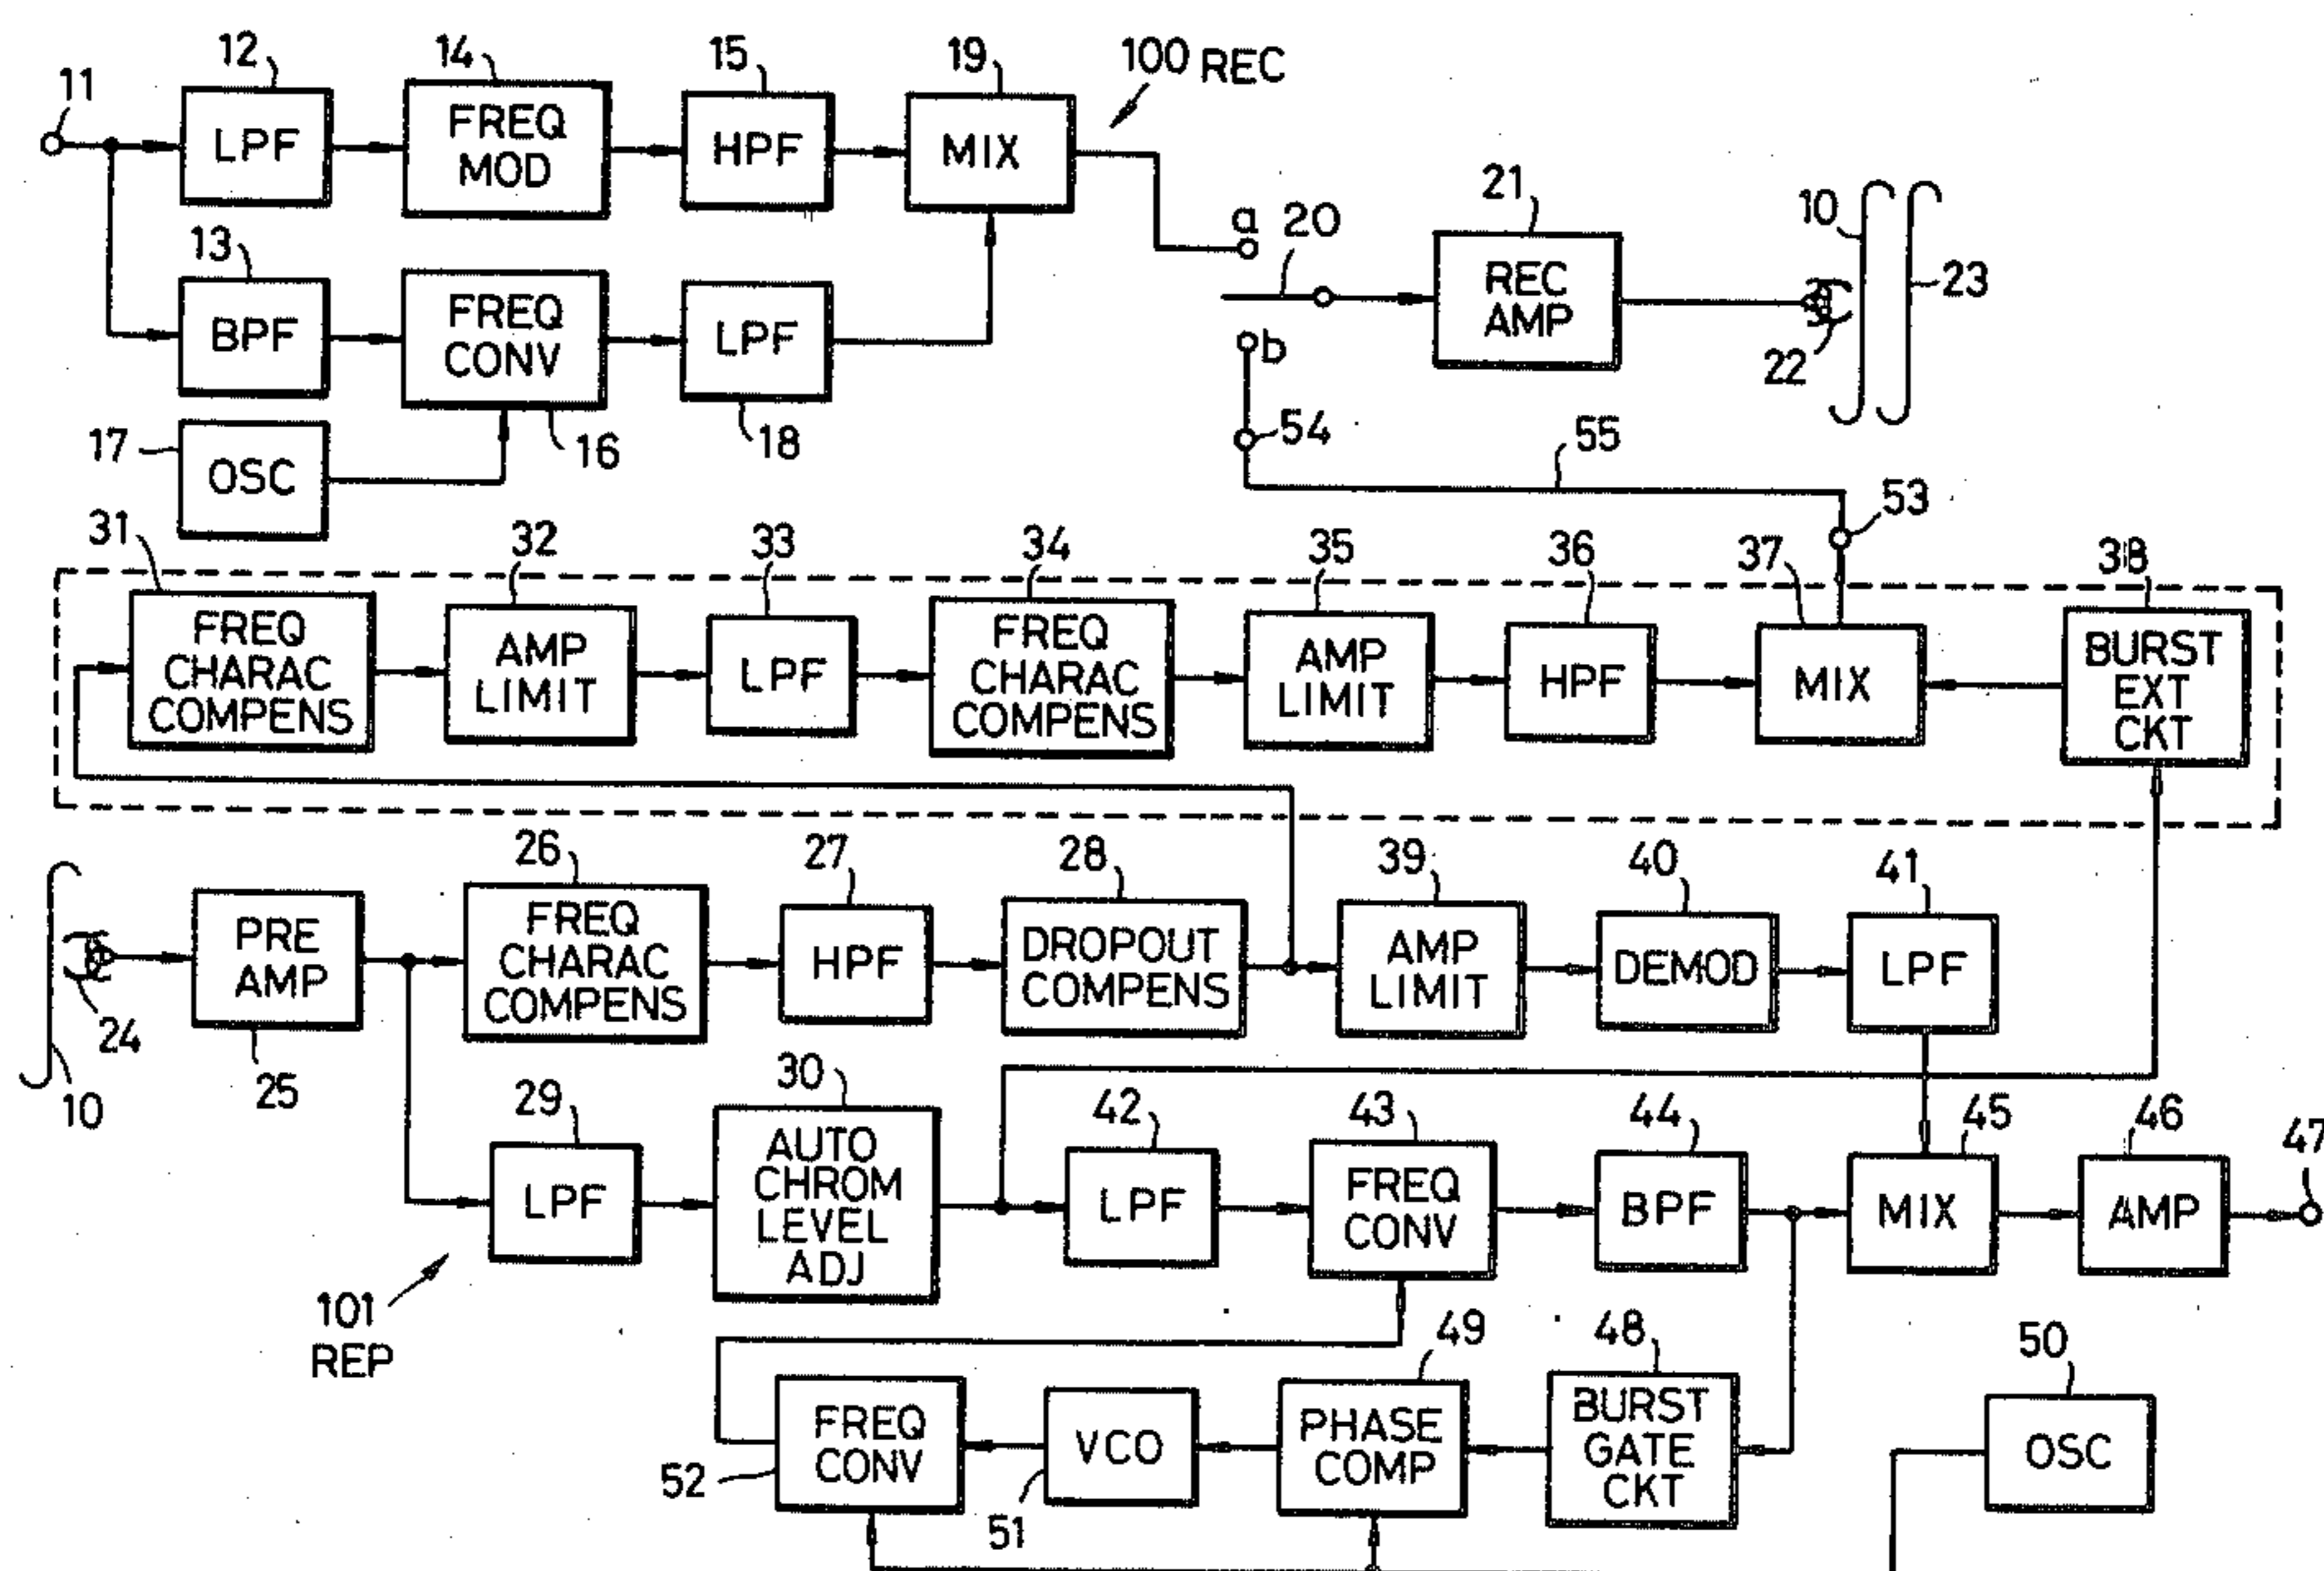 11
12
LPF
14
FREQ
MOD
15
HPF
19
MIX
100 REC
13
BPF
FREQ
CONV
16
LPF
18
17
OSC
a
20
b
21
REC
AMP
10
22
23
54
55
53
31
FREQ
CHARAC
COMPENS
32
AMP
LIMIT
33
LPF
34
FREQ
CHARAC
COMPENS
35
AMP
LIMIT
36
HPF
37
MIX
38
BURST
EXT
CKT
24
10
PRE
AMP
25
26
FREQ
CHARAC
COMPENS
27
HPF
28
DROPOUT
COMPENS
39
AMP
LIMIT
40
DEMOD
41
LPF
29
LPF
30
AUTO
CHROM
LEVEL
ADJ
42
LPF
43
FREQ
CONV
44
BPF
45
MIX
46
AMP
47
101
REP
FREQ
CONV
52
VCO
51
49
PHASE
COMP
48
BURST
GATE
CKT
50
OSC